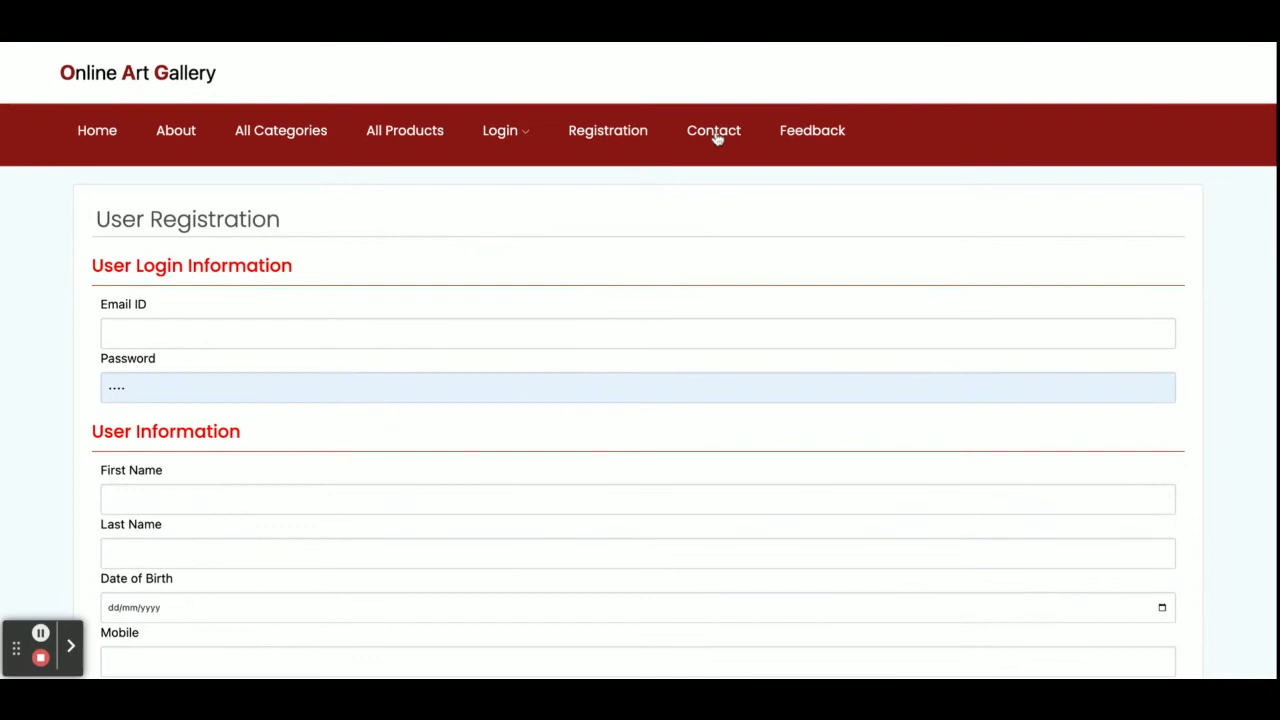 Online Art Gallery
Home About All Categories All Products Login Registration Contact Feedback
User Registration
User Login Information
Email ID
Password
....
User Information
First Name
Last Name
Date of Birth
dd/mm/yyyy
Mobile